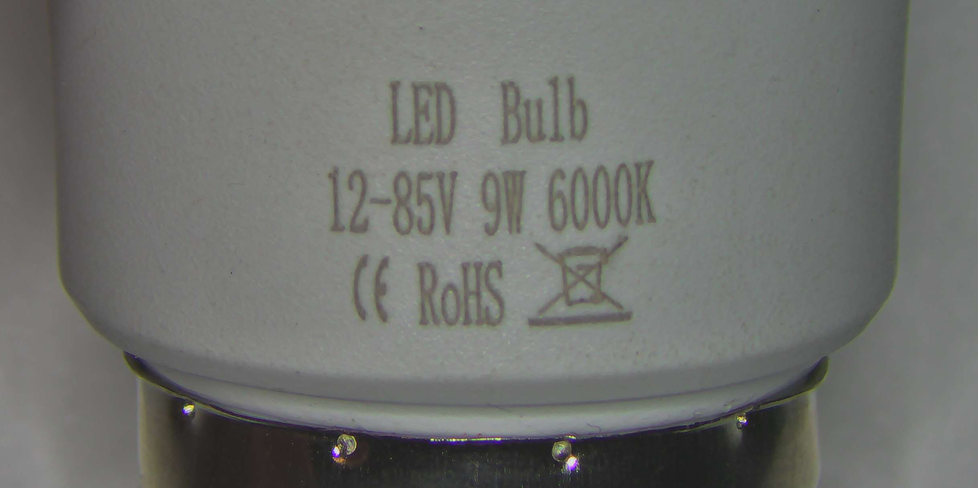 LED Bulb
12-85V 9W 6000K
CE RoHS